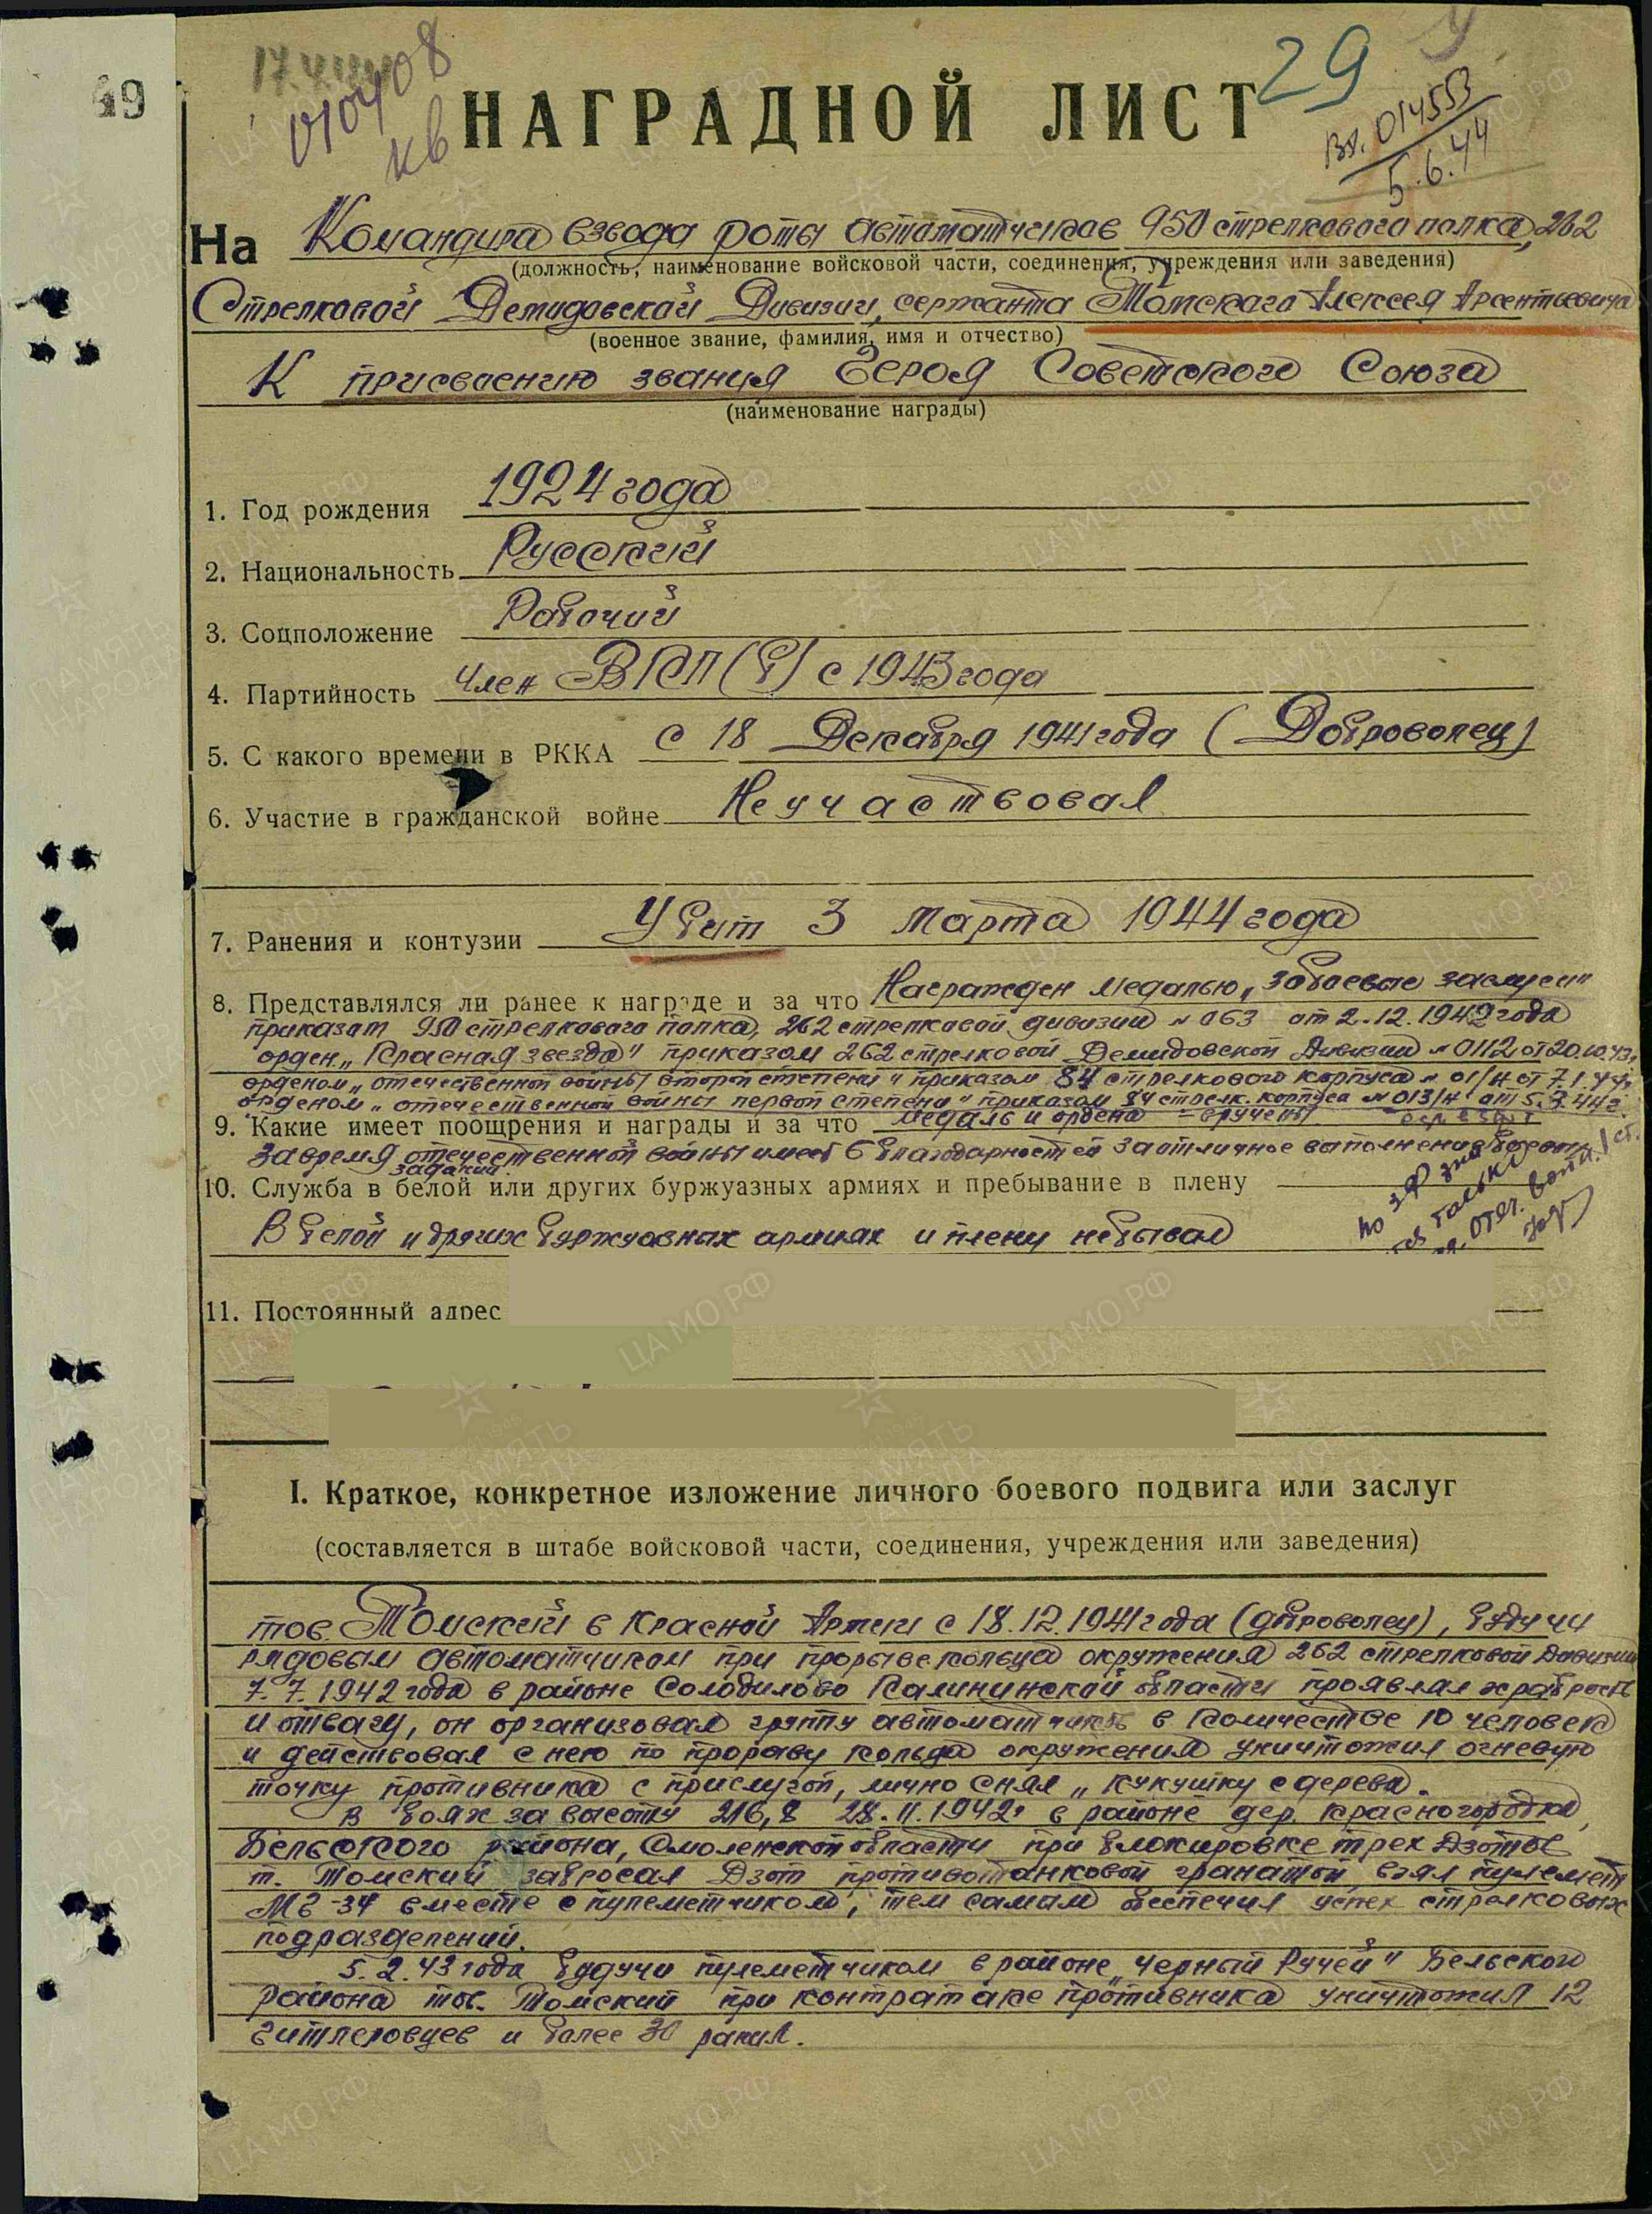 19
010408
кв
29
НАГРАДНОЙ ЛИСТ
Вх. 014553
5.6.44
На Командира взвода роты автоматчиков 950 стрелкового полка, 262
(должность, наименование войсковой части, соединения, учреждения или заведения)
Стрелковой Демидовской Дивизии, сержанта Томского Алексея Арсентьевича
(военное звание, фамилия, имя и отчество)
К присвоению звания Героя Советского Союза
(наименование награды)
1. Год рождения 1924 года
2. Национальность Русский
3. Соцположение Рабочий
4. Партийность член ВКП(б) с 1943 года
5. С какого времени в РККА с 18 Декабря 1941 года (Доброволец)
6. Участие в гражданской войне Не участвовал
7. Ранения и контузии Убит 3 марта 1944 года
8. Представлялся ли ранее к награде и за что Награжден медалью "За боевые заслуги"
приказом 950 стрелкового полка, 262 стрелковой дивизии № 063 от 2.12.1942 года
орден "Красная звезда" приказом 262 стрелковой Демидовской Дивизии № 0112 от 20.10.43г.
орденом "отечественной войны второй степени" приказом 84 стрелкового корпуса № 01/н от 7.1.44г.
орденом "отечественной войны первой степени" приказом 84 стрелк. корпуса № 013/н от 5.3.44г.
9. Какие имеет поощрения и награды и за что медаль и ордена - вручены
За время отечественной войны имеет 6 благодарностей за отличное выполнение боевых
заданий.
10. Служба в белой или других буржуазных армиях и пребывание в плену
В белой и других буржуазных армиях и плену не бывал
11. Постоянный адрес
I. Краткое, конкретное изложение личного боевого подвига или заслуг
(составляется в штабе войсковой части, соединения, учреждения или заведения)
тов. Томский в Красной Армии с 18.12.1941 года (доброволец), будучи
рядовым автоматчиком при прорыве кольца окружения 262 стрелковой Дивизии
7.7.1942 года в районе Солодилово Калининской области проявлял храбрость
и отвагу, он организовал группу автоматчиков в количестве 10 человек
и действовал с нею по прорыву кольца окружения уничтожил огневую
точку противника с прислугой, лично снял "кукушку с дерева.
В боях за высоту 216,8 28.11.1942г в районе дер. Красногородка,
Бельского района, Смоленской области при блокировке трех Дзотов
т. Томский забросал Дзот противотанковой гранатой, взял пулемет
МГ-34 вместе с пулеметчиком, тем самым обеспечил успех стрелковых
подразделений.
5.2.43 года будучи пулеметчиком в районе "Черный Ручей" Бельского
района тов. Томский при контратаке противника уничтожил 12
гитлеровцев и более 30 ранил.